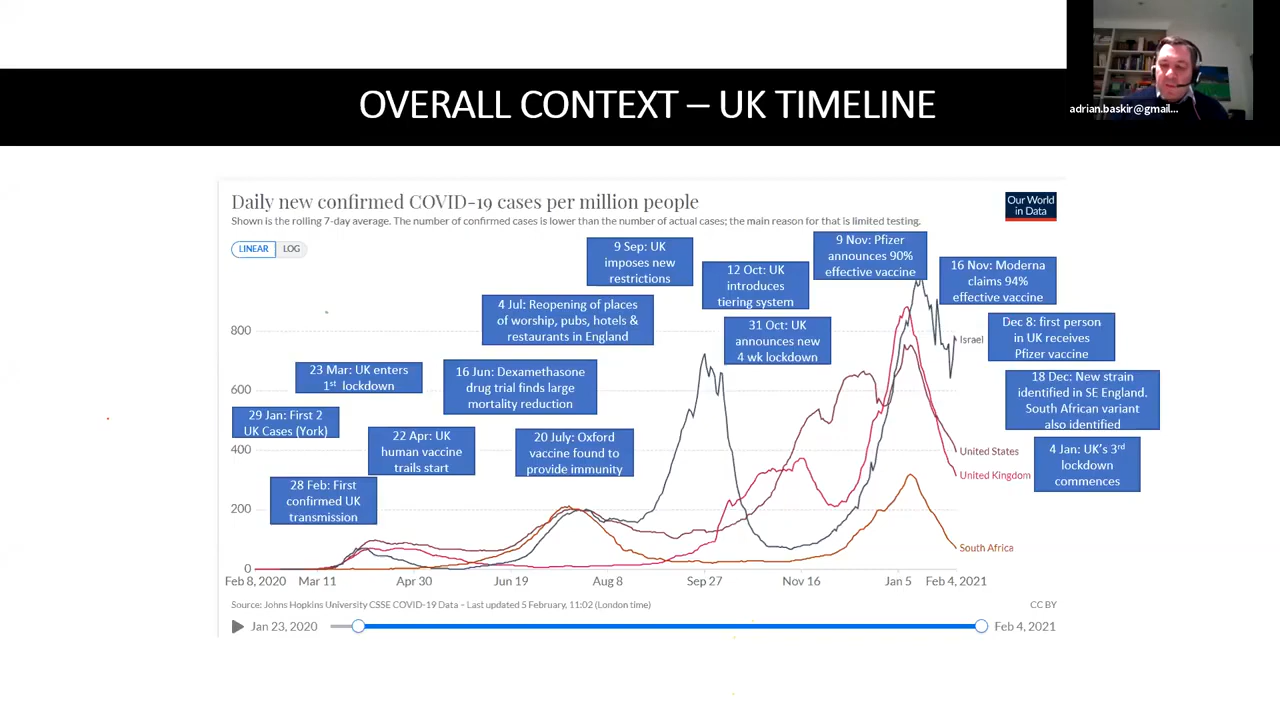 OVERALL CONTEXT – UK TIMELINE
adrian.baskir@gmail...
Daily new confirmed COVID-19 cases per million people
Shown is the rolling 7-day average. The number of confirmed cases is lower than the number of actual cases; the main reason for that is limited testing.
Our World
in Data
LINEAR
LOG
9 Sep: UK
imposes new
restrictions
12 Oct: UK
introduces
tiering system
9 Nov: Pfizer
announces 90%
effective vaccine
16 Nov: Moderna
claims 94%
effective vaccine
4 Jul: Reopening of places
of worship, pubs, hotels &
restaurants in England
31 Oct: UK
announces new
4 wk lockdown
Dec 8: first person
in UK receives
Pfizer vaccine
23 Mar: UK enters
1st lockdown
16 Jun: Dexamethasone
drug trial finds large
mortality reduction
18 Dec: New strain
identified in SE England.
South African variant
also identified
29 Jan: First 2
UK Cases (York)
22 Apr: UK
human vaccine
trails start
20 July: Oxford
vaccine found to
provide immunity
4 Jan: UK's 3rd
lockdown
commences
28 Feb: First
confirmed UK
transmission
800
600
400
200
0
Israel
United States
United Kingdom
South Africa
Feb 8, 2020
Mar 11
Apr 30
Jun 19
Aug 8
Sep 27
Nov 16
Jan 5
Feb 4, 2021
Source: Johns Hopkins University CSSE COVID-19 Data – Last updated 5 February, 11:02 (London time)
CC BY
Jan 23, 2020
Feb 4, 2021